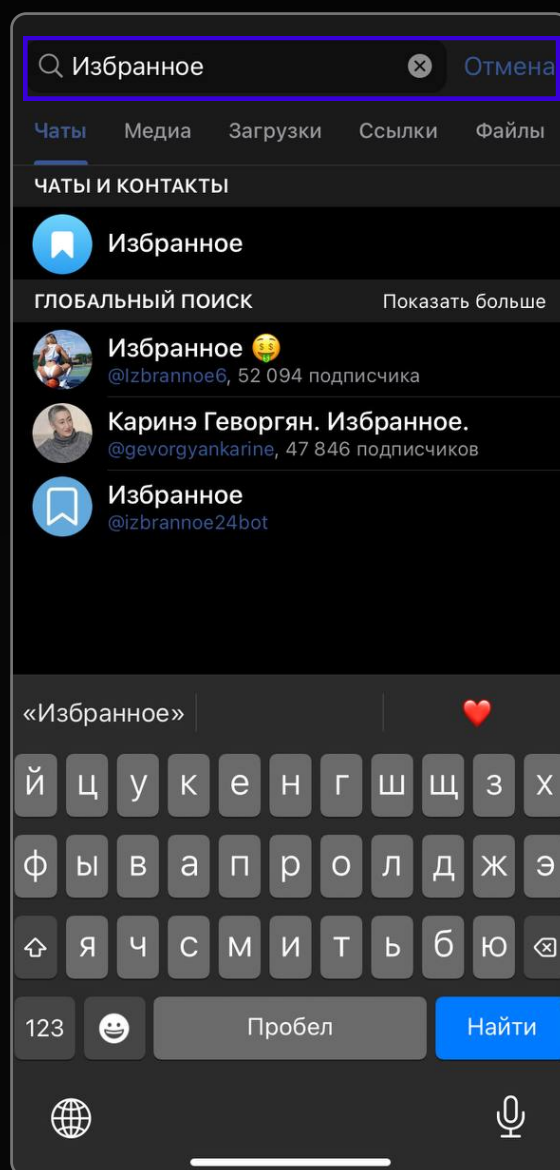 Избранное Отмена
Чаты Медиа Загрузки Ссылки Файлы
ЧАТЫ И КОНТАКТЫ
Избранное
ГЛОБАЛЬНЫЙ ПОИСК Показать больше
Избранное 🤑
@Izbrannoe6, 52 094 подписчика
Каринэ Геворгян. Избранное.
@gevorgyankarine, 47 846 подписчиков
Избранное
@izbrannoe24bot
«Избранное» ❤️
й ц у к е н г ш щ з х
ф ы в а п р о л д ж э
я ч с м и т ь б ю
123 Пробел Найти